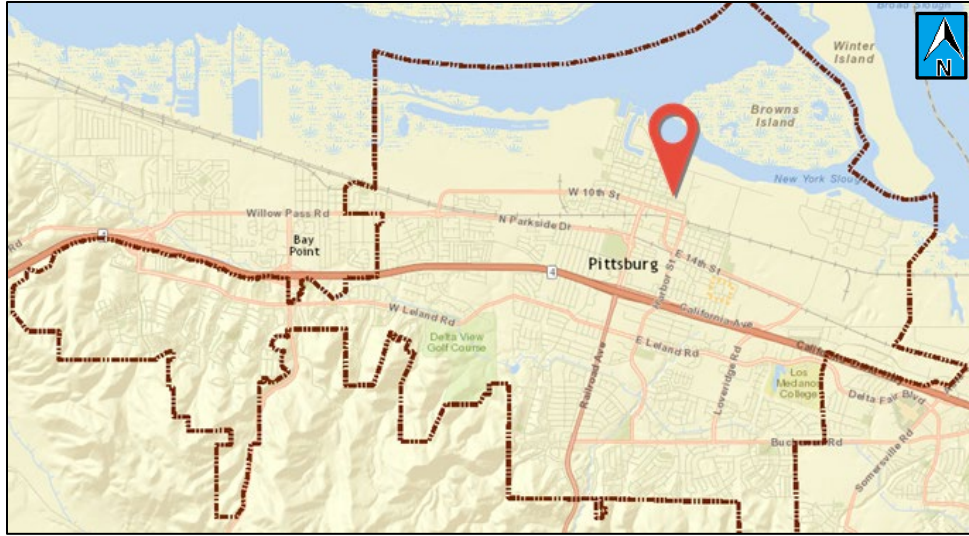 Broad Slough
Winter
Island
N
Browns
Island
New York Slough
W 10th St
Willow Pass Rd
N Parkside Dr
Rd
4
Bay
Point
Pittsburg
E 14th St
4
Harbor St
W Leland Rd
California Ave
Delta View
Golf Course
E Leland Rd
Railroad Ave
Loveridge Rd
Los
Medanos
College
Delta Fair Blvd
Rd
Somersville Rd